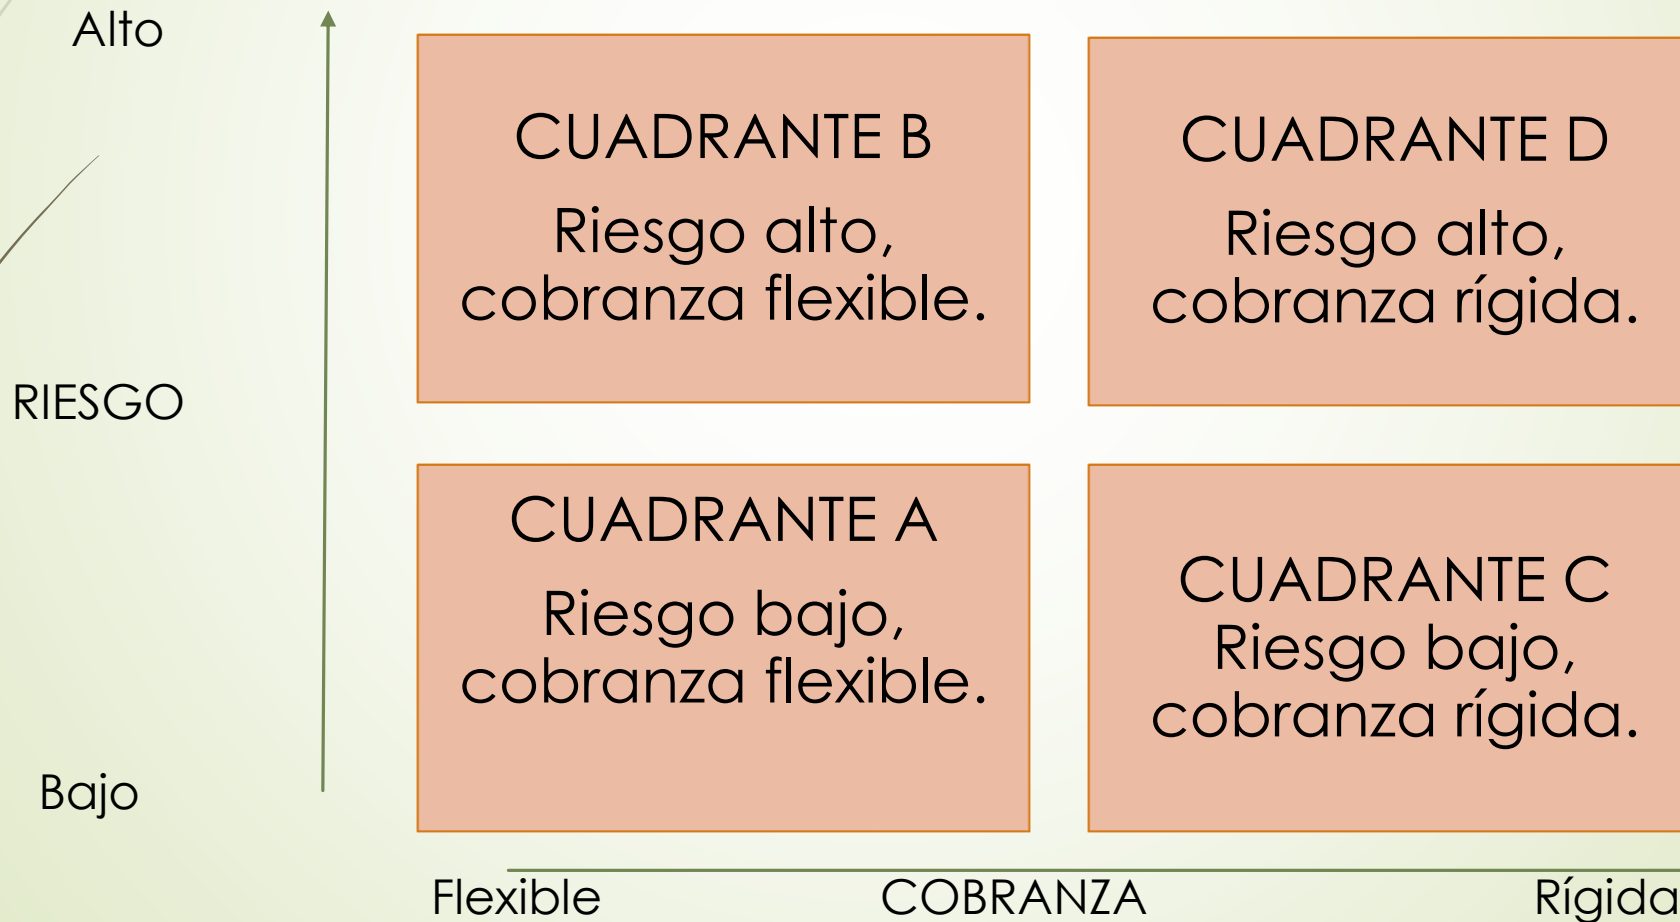 Alto
CUADRANTE B
Riesgo alto,
cobranza flexible.
CUADRANTE D
Riesgo alto,
cobranza rígida.
RIESGO
CUADRANTE A
Riesgo bajo,
cobranza flexible.
CUADRANTE C
Riesgo bajo,
cobranza rígida.
Bajo
Flexible
COBRANZA
Rígida